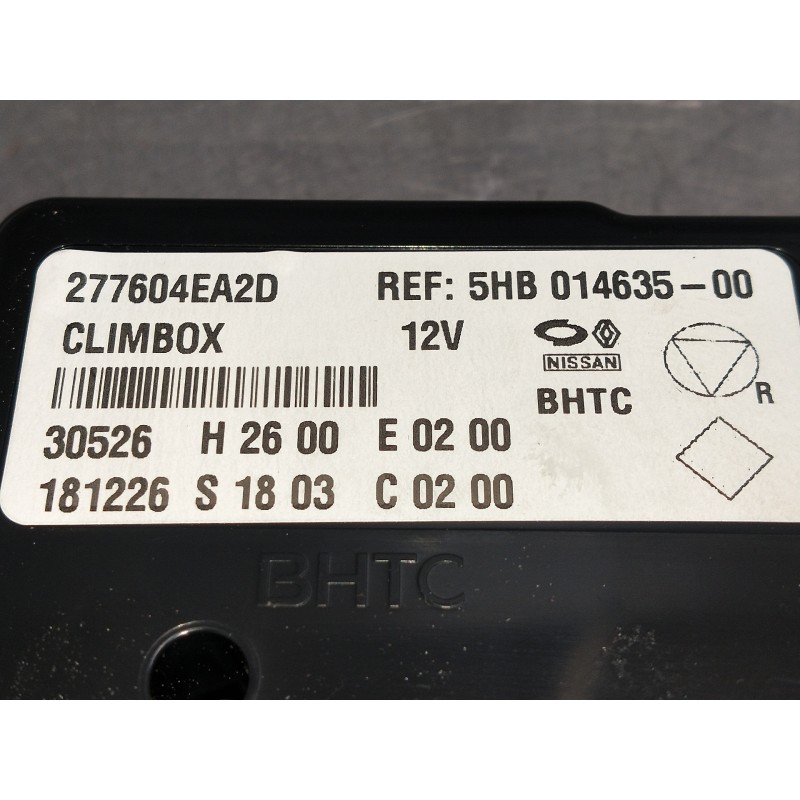 277604EA2D REF: 5HB 014635-00
CLIMBOX 12V
NISSAN
BHTC
R
30526 H 26 00 E 02 00
181226 S 18 03 C 02 00
BHTC